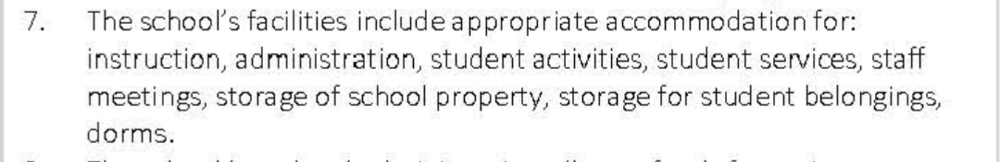 7. The school's facilities include appropriate accommodation for:
instruction, administration, student activities, student services, staff
meetings, storage of school property, storage for student belongings,
dorms.